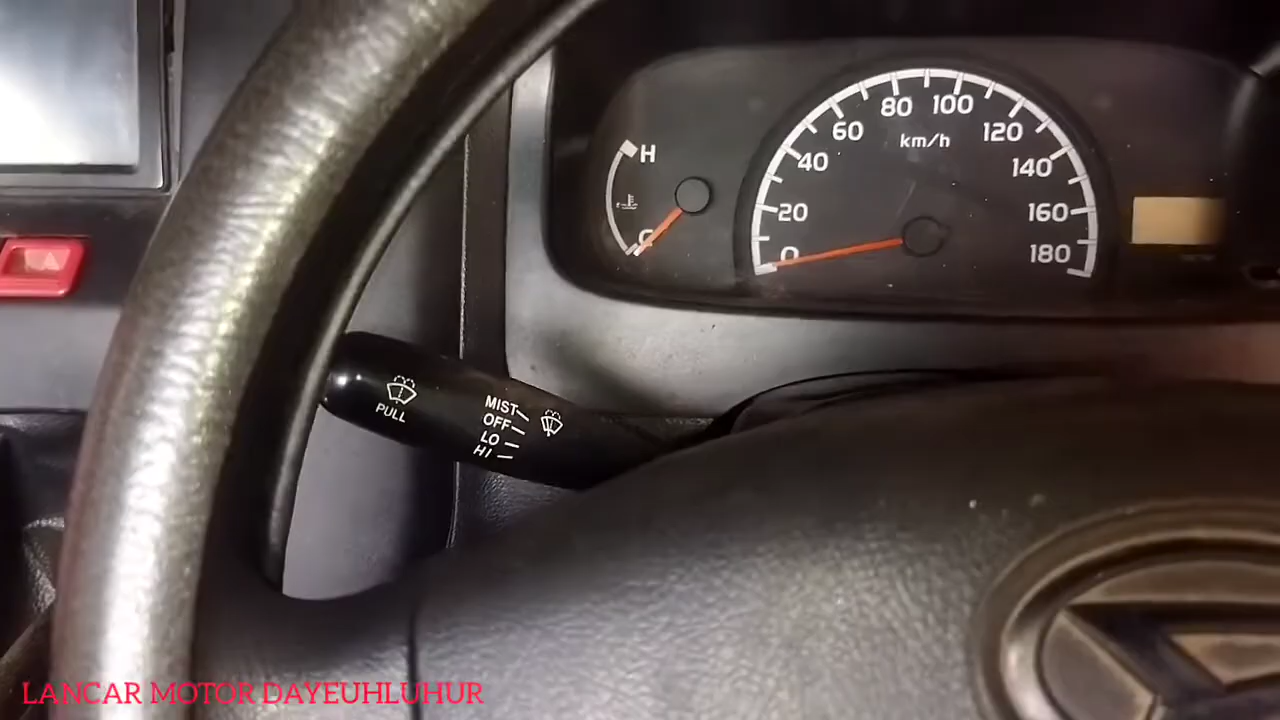 H
C
0
20
40
60
80
100
120
140
160
180
km/h
PULL
MIST
OFF
LO
HI
LANCAR MOTOR DAYEUHLUHUR